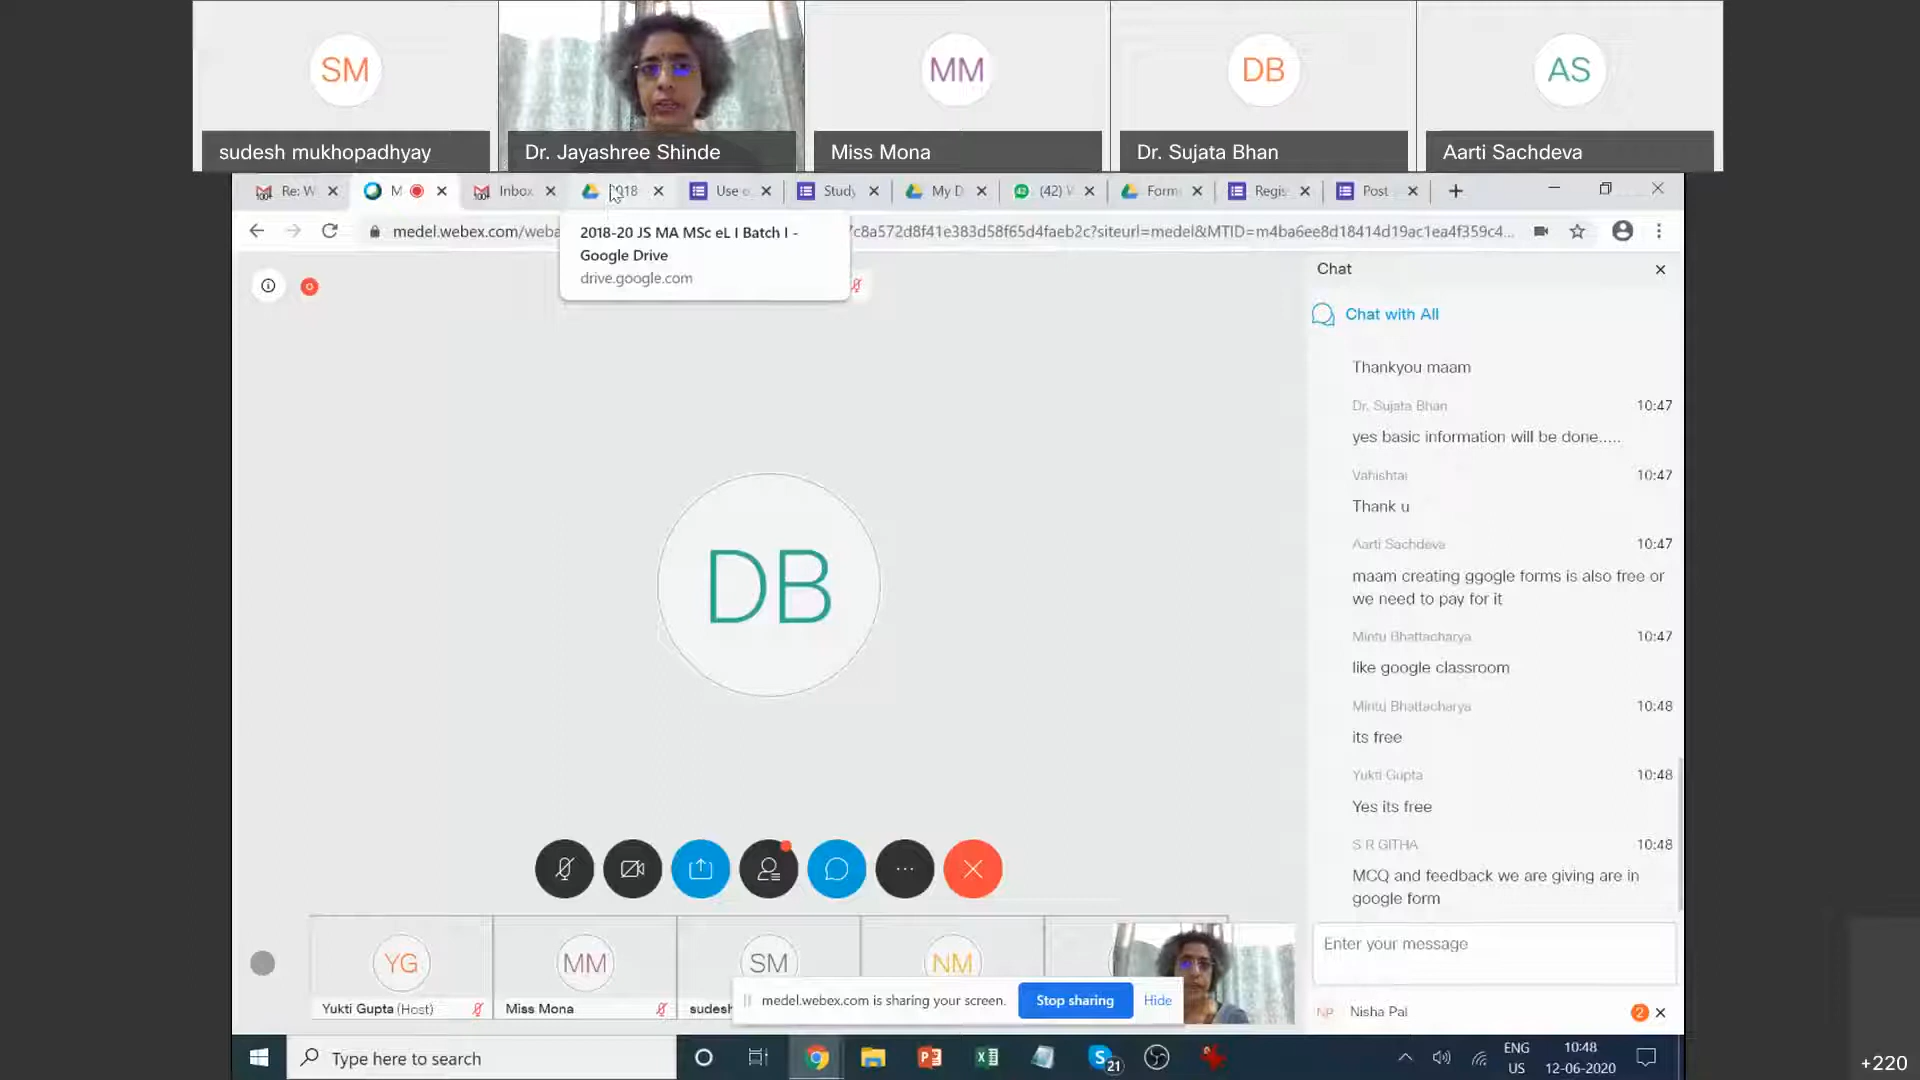 SM
MM
DB
AS
sudesh mukhopadhyay
Dr. Jayashree Shinde
Miss Mona
Dr. Sujata Bhan
Aarti Sachdeva
Re: W
M
Inbox
2018
Use o
Study
My D
(42)
Form
Regis
Post
medel.webex.com/weba
7c8a572d8f41e383d58f65d4faeb2c?siteurl=medel&MTID=m4ba6ee8d18414d19ac1ea4f359c4...
2018-20 JS MA MSc eL I Batch I -
Google Drive
drive.google.com
Chat
Chat with All
Thankyou maam
Dr. Sujata Bhan 10:47
yes basic information will be done.....
Vahishtai 10:47
Thank u
Aarti Sachdeva 10:47
maam creating ggogle forms is also free or
we need to pay for it
Mintu Bhattacharya 10:47
like google classroom
Mintu Bhattacharya 10:48
its free
Yukti Gupta 10:48
Yes its free
S R GITHA 10:48
MCQ and feedback we are giving are in
google form
Enter your message
NP Nisha Pal 2
DB
YG
MM
SM
NM
Yukti Gupta (Host)
Miss Mona
sudesh
medel.webex.com is sharing your screen.
Stop sharing
Hide
Type here to search
21
ENG
US
10:48
12-06-2020
+220